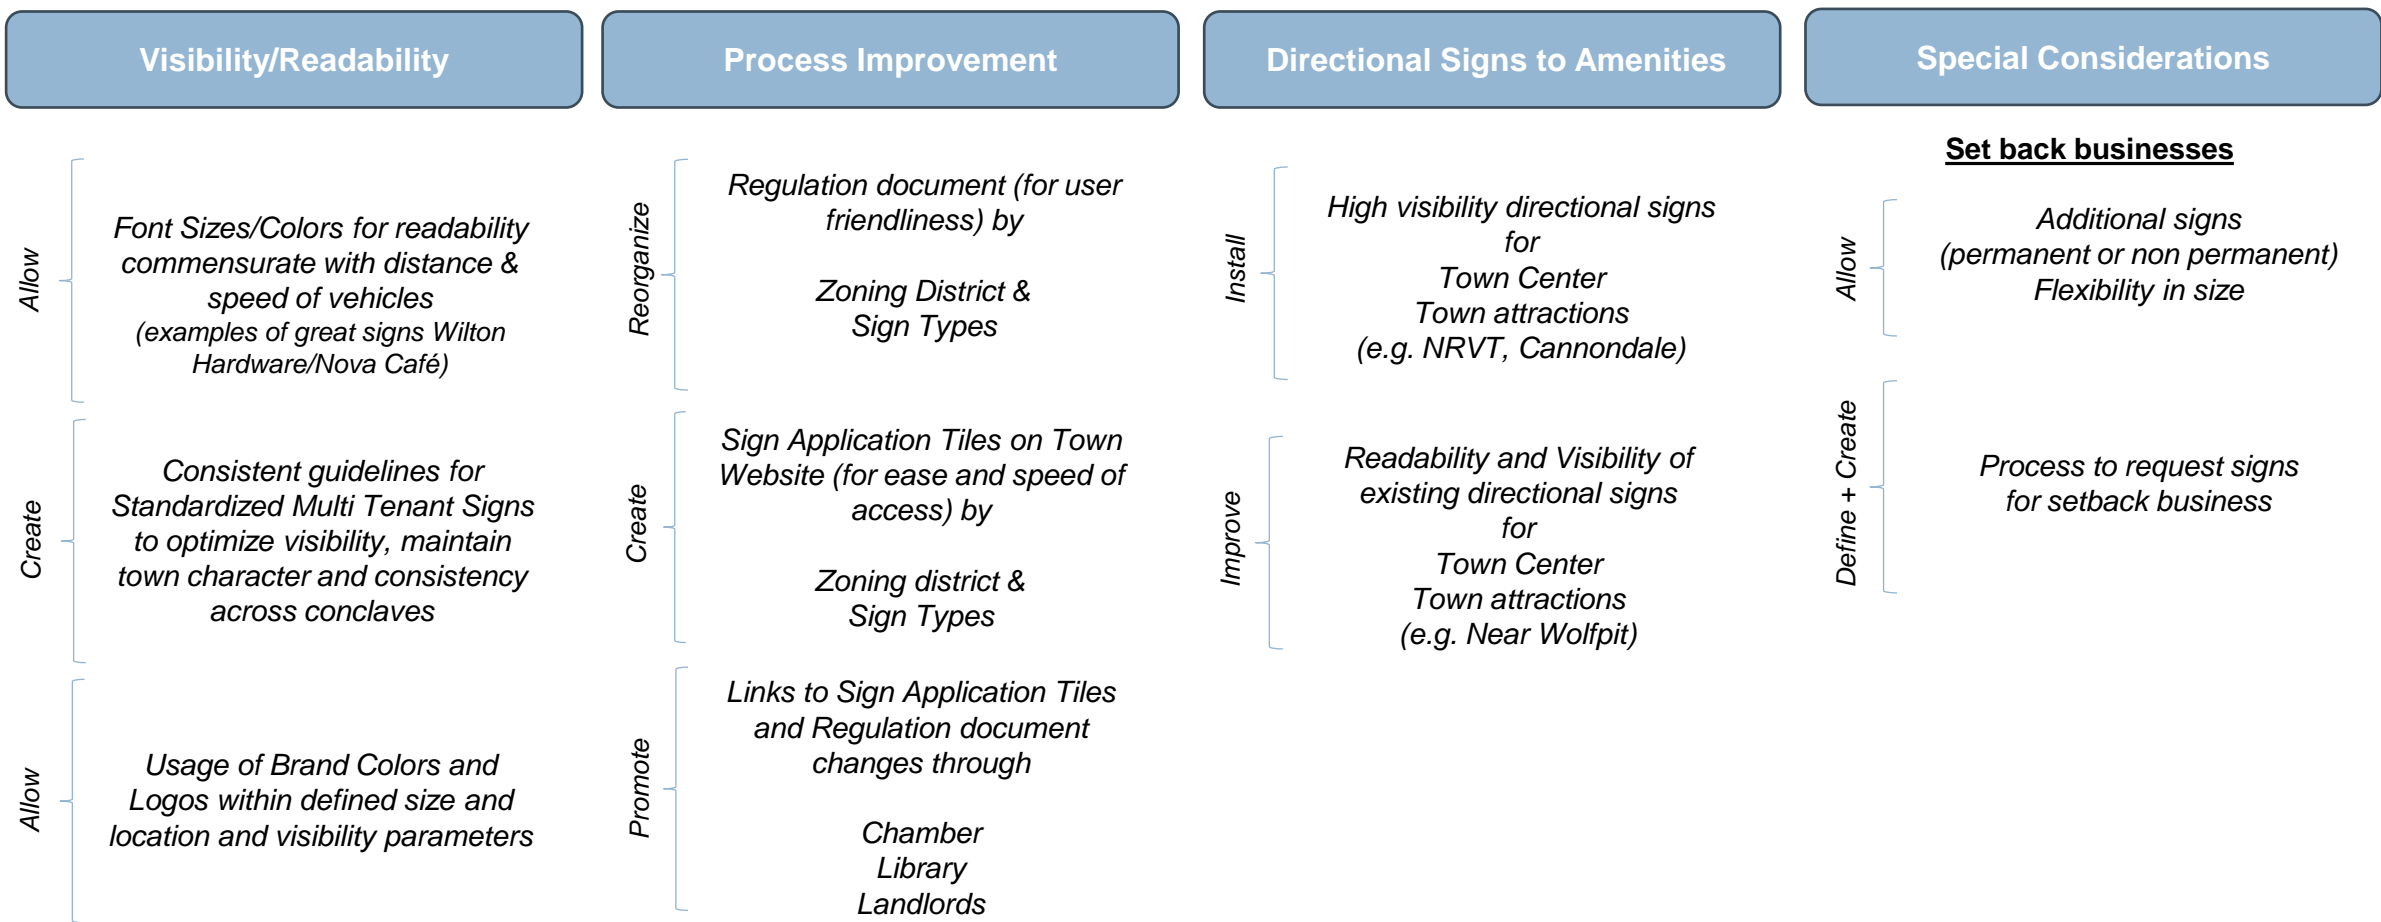 Visibility/Readability
Allow
Font Sizes/Colors for readability
commensurate with distance &
speed of vehicles
(examples of great signs Wilton
Hardware/Nova Café)
Create
Consistent guidelines for
Standardized Multi Tenant Signs
to optimize visibility, maintain
town character and consistency
across conclaves
Allow
Usage of Brand Colors and
Logos within defined size and
location and visibility parameters
Process Improvement
Reorganize
Regulation document (for user
friendliness) by
Zoning District &
Sign Types
Create
Sign Application Tiles on Town
Website (for ease and speed of
access) by
Zoning district &
Sign Types
Promote
Links to Sign Application Tiles
and Regulation document
changes through
Chamber
Library
Landlords
Directional Signs to Amenities
Install
High visibility directional signs
for
Town Center
Town attractions
(e.g. NRVT, Cannondale)
Improve
Readability and Visibility of
existing directional signs
for
Town Center
Town attractions
(e.g. Near Wolfpit)
Special Considerations
Set back businesses
Allow
Additional signs
(permanent or non permanent)
Flexibility in size
Define + Create
Process to request signs
for setback business